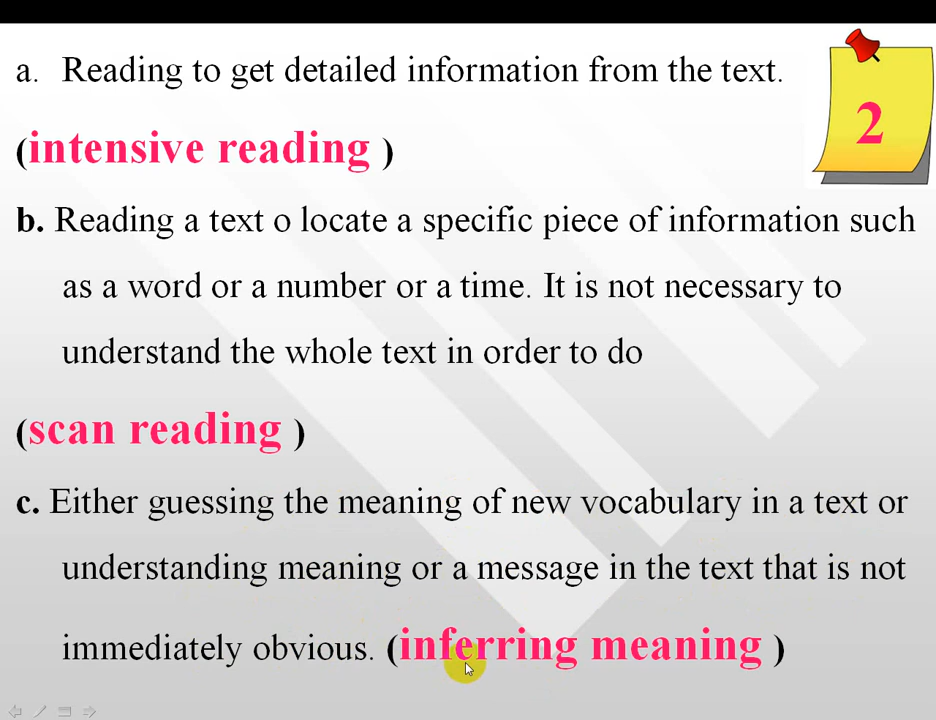 a. Reading to get detailed information from the text.
2
(intensive reading )
b. Reading a text o locate a specific piece of information such
as a word or a number or a time. It is not necessary to
understand the whole text in order to do
(scan reading )
c. Either guessing the meaning of new vocabulary in a text or
understanding meaning or a message in the text that is not
immediately obvious. (inferring meaning )